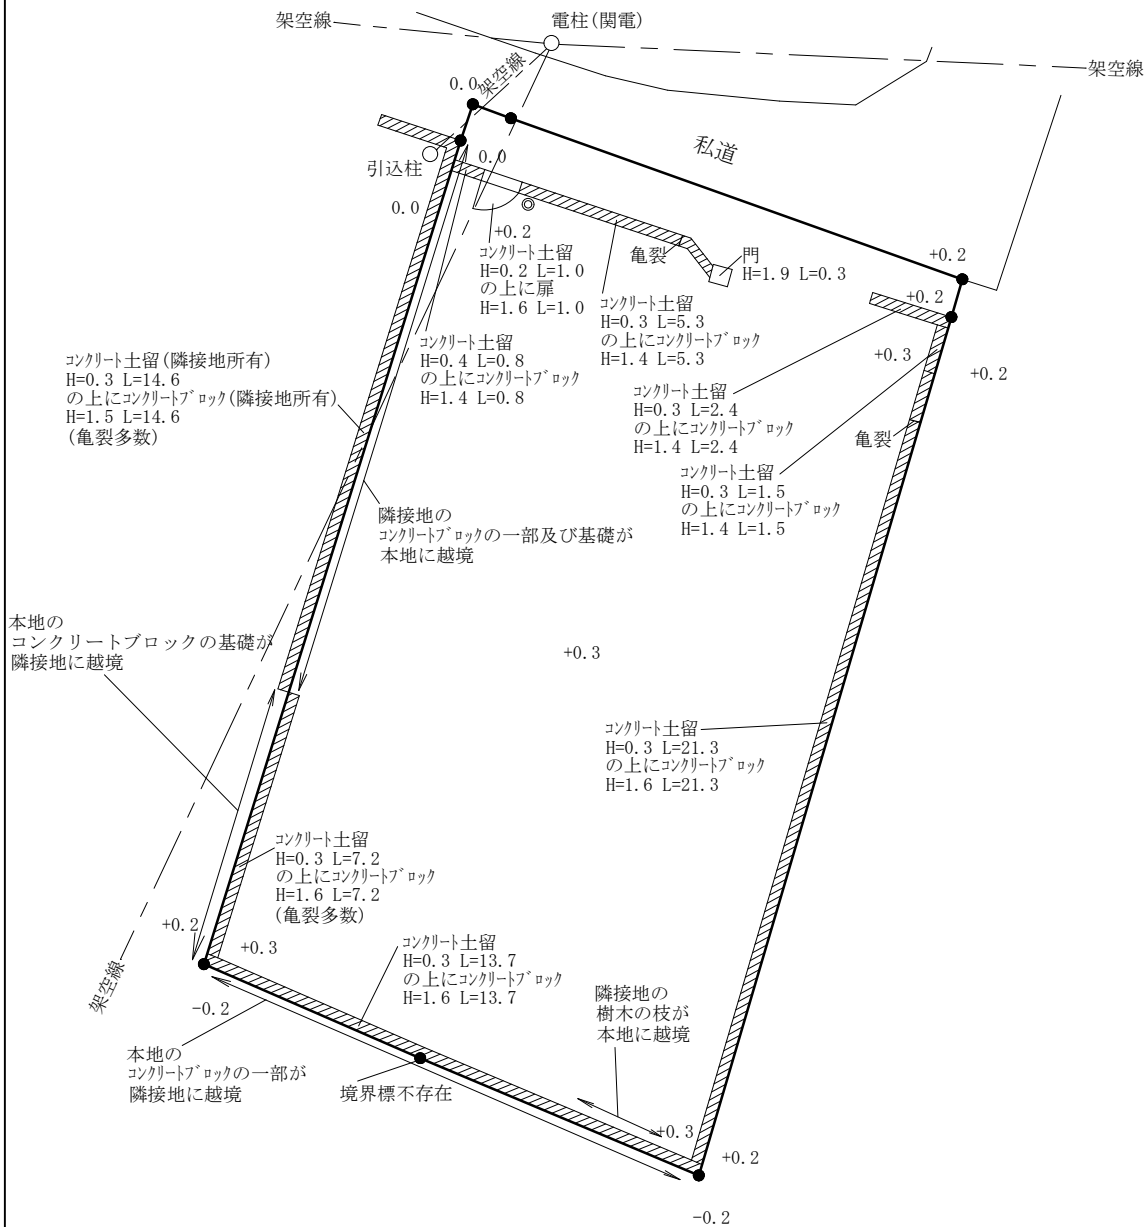 架空線
電柱(関電)
架空線
架空線
0.0
私道
0.0
引込柱
0.0
+0.2
コンクリート土留
H=0.2 L=1.0
の上に扉
H=1.6 L=1.0
亀裂
門
H=1.9 L=0.3
+0.2
+0.2
コンクリート土留
H=0.3 L=5.3
の上にコンクリートブロック
H=1.4 L=5.3
コンクリート土留
H=0.4 L=0.8
の上にコンクリートブロック
H=1.4 L=0.8
+0.3
+0.2
コンクリート土留(隣接地所有)
H=0.3 L=14.6
の上にコンクリートブロック(隣接地所有)
H=1.5 L=14.6
(亀裂多数)
コンクリート土留
H=0.3 L=2.4
の上にコンクリートブロック
H=1.4 L=2.4
亀裂
コンクリート土留
H=0.3 L=1.5
の上にコンクリートブロック
H=1.4 L=1.5
隣接地の
コンクリートブロックの一部及び基礎が
本地に越境
本地の
コンクリートブロックの基礎が
隣接地に越境
+0.3
コンクリート土留
H=0.3 L=21.3
の上にコンクリートブロック
H=1.6 L=21.3
コンクリート土留
H=0.3 L=7.2
の上にコンクリートブロック
H=1.6 L=7.2
(亀裂多数)
+0.2
+0.3
コンクリート土留
H=0.3 L=13.7
の上にコンクリートブロック
H=1.6 L=13.7
架空線
-0.2
隣接地の
樹木の枝が
本地に越境
本地の
コンクリートブロックの一部が
隣接地に越境
境界標不存在
+0.3
+0.2
-0.2